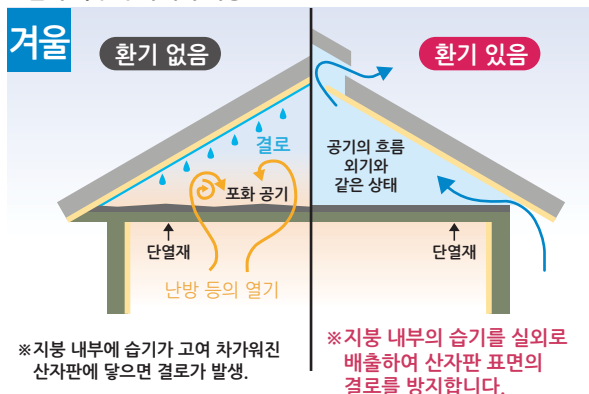 겨울
환기 없음
환기 있음
결로
포화 공기
공기의 흐름
외기와
같은 상태
단열재
단열재
난방 등의 열기
※지붕 내부에 습기가 고여 차가워진
산자판에 닿으면 결로가 발생.
※지붕 내부의 습기를 실외로
배출하여 산자판 표면의
결로를 방지합니다.